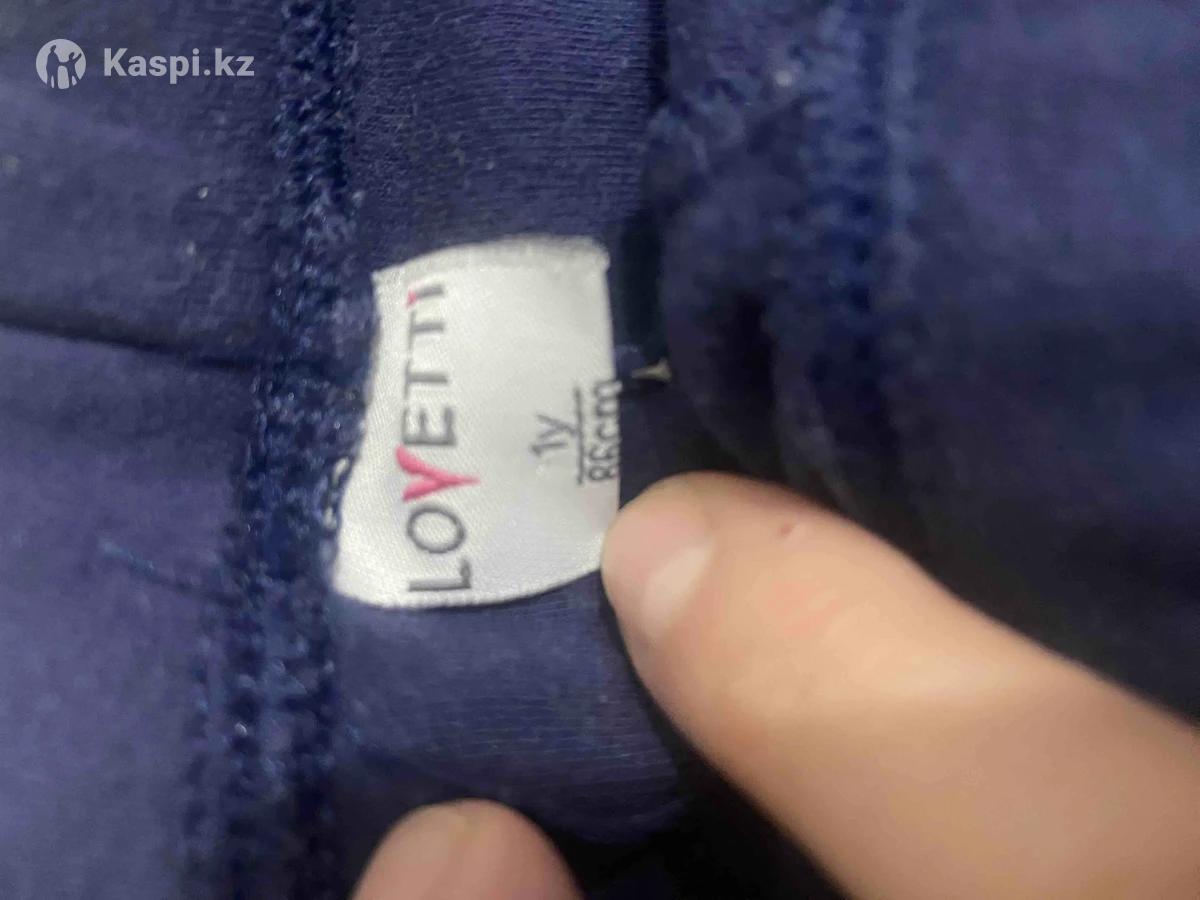 Kaspi.kz
LOVETTI
1y
86cm